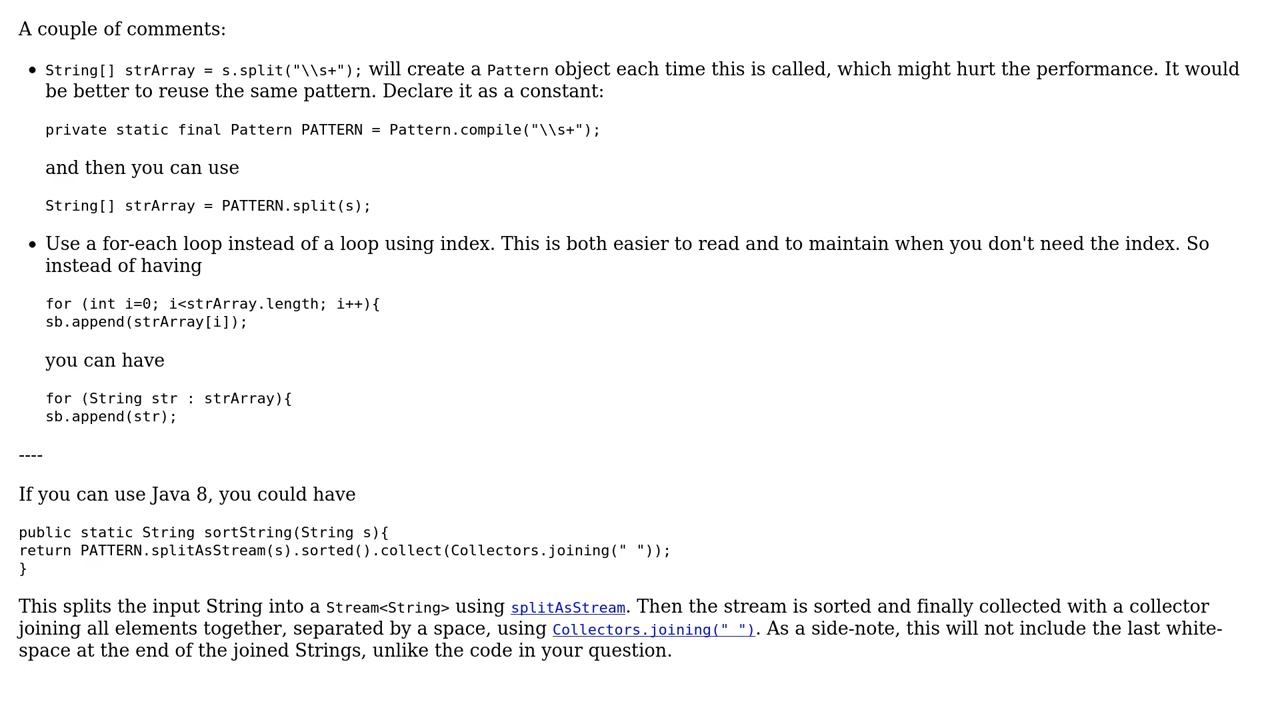 A couple of comments:
• String[] strArray = s.split("\\s+"); will create a Pattern object each time this is called, which might hurt the performance. It would
be better to reuse the same pattern. Declare it as a constant:
private static final Pattern PATTERN = Pattern.compile("\\s+");
and then you can use
String[] strArray = PATTERN.split(s);
• Use a for-each loop instead of a loop using index. This is both easier to read and to maintain when you don't need the index. So
instead of having
for (int i=0; i<strArray.length; i++){
sb.append(strArray[i]);
you can have
for (String str : strArray){
sb.append(str);
----
If you can use Java 8, you could have
public static String sortString(String s){
return PATTERN.splitAsStream(s).sorted().collect(Collectors.joining(" "));
}
This splits the input String into a Stream<String> using splitAsStream. Then the stream is sorted and finally collected with a collector
joining all elements together, separated by a space, using Collectors.joining(" "). As a side-note, this will not include the last white-
space at the end of the joined Strings, unlike the code in your question.